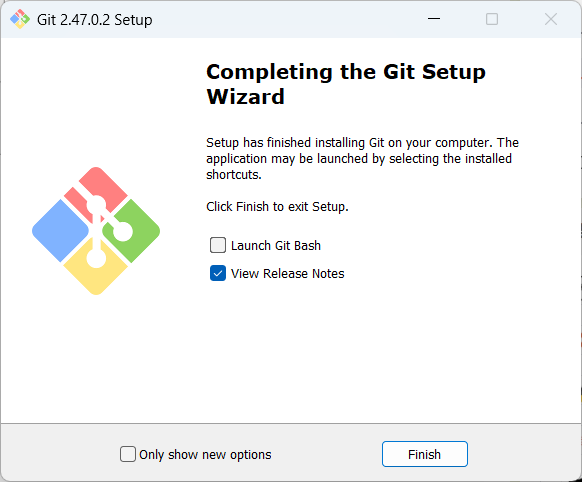 Git 2.47.0.2 Setup
Completing the Git Setup
Wizard
Setup has finished installing Git on your computer. The
application may be launched by selecting the installed
shortcuts.
Click Finish to exit Setup.
Launch Git Bash
View Release Notes
Only show new options
Finish